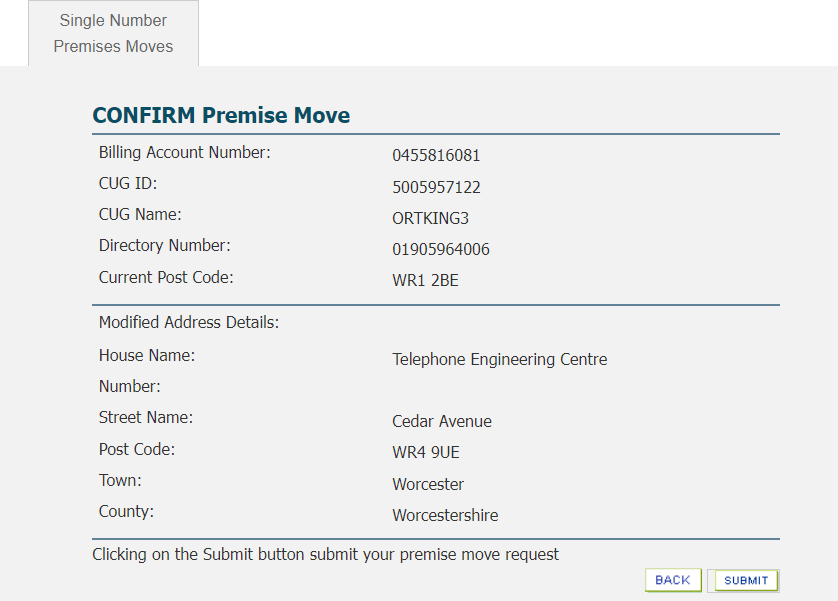 Single Number
Premises Moves
CONFIRM Premise Move
Billing Account Number: 0455816081
CUG ID: 5005957122
CUG Name: ORTKING3
Directory Number: 01905964006
Current Post Code: WR1 2BE
Modified Address Details:
House Name: Telephone Engineering Centre
Number:
Street Name: Cedar Avenue
Post Code: WR4 9UE
Town: Worcester
County: Worcestershire
Clicking on the Submit button submit your premise move request
BACK SUBMIT